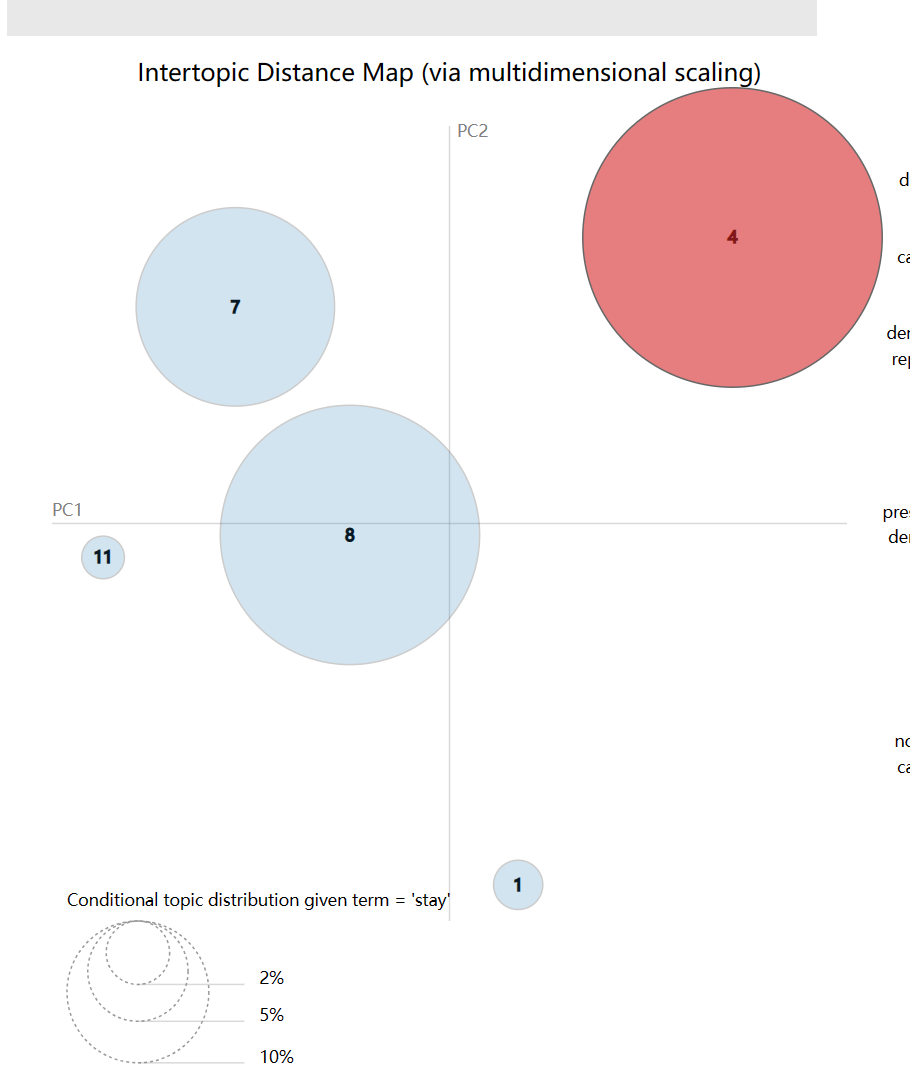 Intertopic Distance Map (via multidimensional scaling)
PC2
4
7
PC1
8
11
1
Conditional topic distribution given term = 'stay'
2%
5%
10%